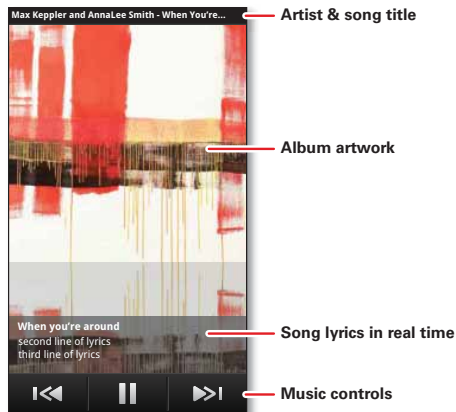 Max Keppler and AnnaLee Smith - When You're...
Artist & song title
Album artwork
When you're around
second line of lyrics
third line of lyrics
Song lyrics in real time
Music controls